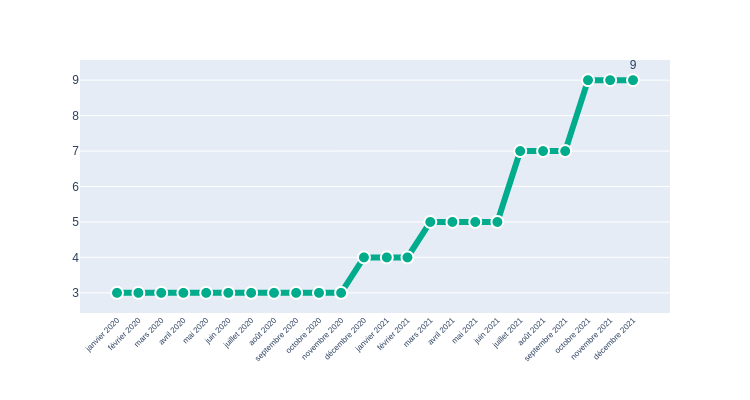 9
9
8
7
6
5
4
3
janvier 2020
février 2020
mars 2020
avril 2020
mai 2020
juin 2020
juillet 2020
août 2020
septembre 2020
octobre 2020
novembre 2020
décembre 2020
janvier 2021
février 2021
mars 2021
avril 2021
mai 2021
juin 2021
juillet 2021
août 2021
septembre 2021
octobre 2021
novembre 2021
décembre 2021